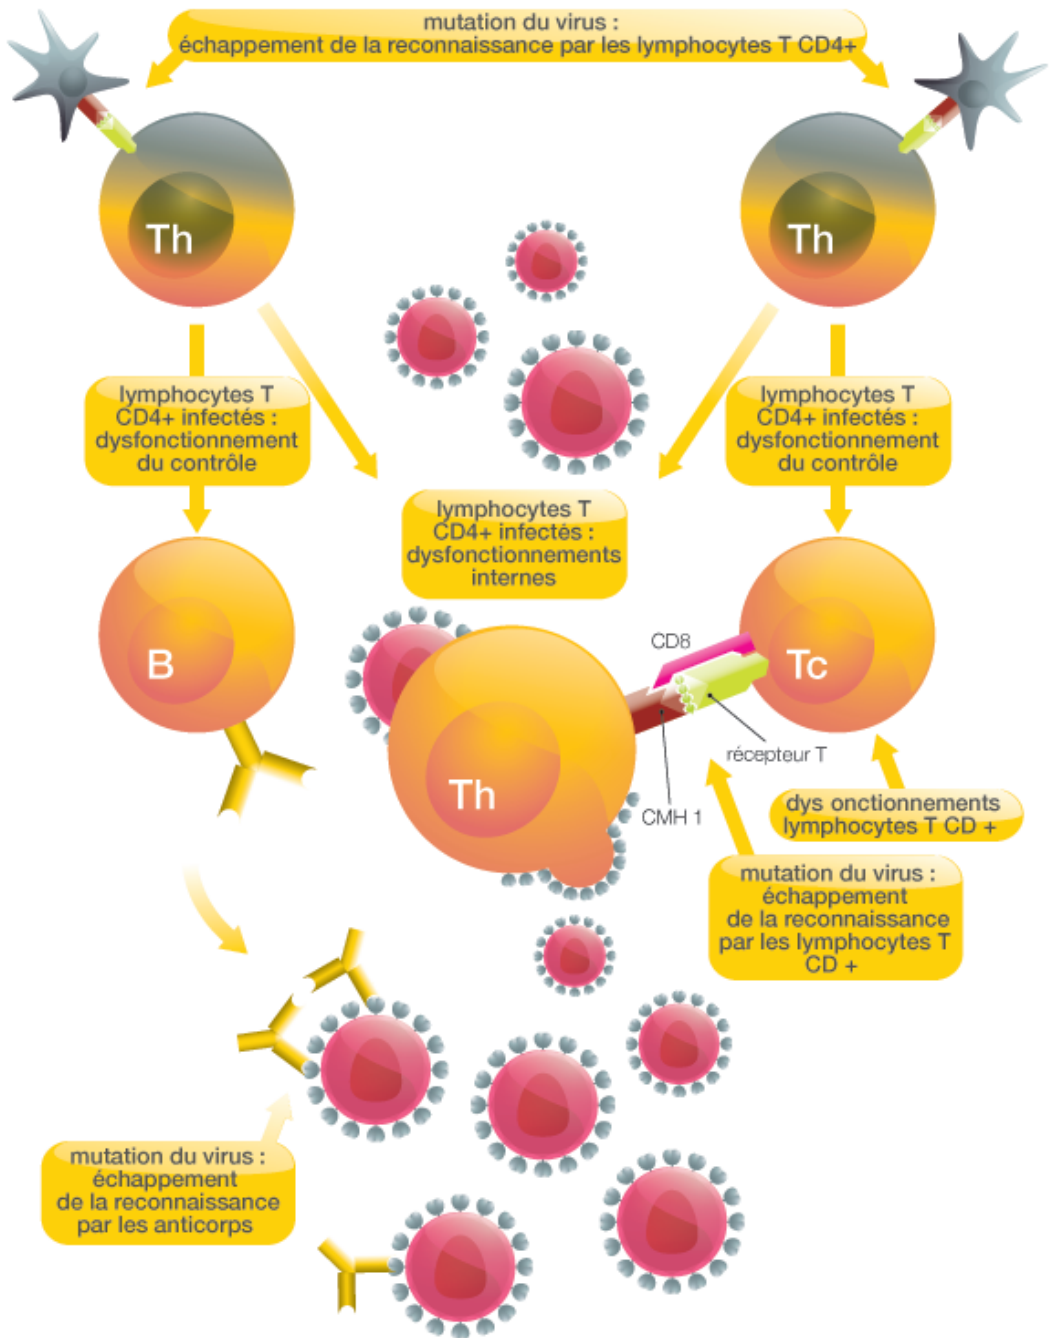 mutation du virus :
échappement de la reconnaissance par les lymphocytes T CD4+
Th
Th
lymphocytes T
CD4+ infectés :
dysfonctionnement
du contrôle
lymphocytes T
CD4+ infectés :
dysfonctionnement
du contrôle
lymphocytes T
CD4+ infectés :
dysfonctionnements
internes
B
CD8
Tc
récepteur T
Th
CMH 1
dys onctionnements
lymphocytes T CD +
mutation du virus :
échappement
de la reconnaissance
par les lymphocytes T
CD +
mutation du virus :
échappement
de la reconnaissance
par les anticorps